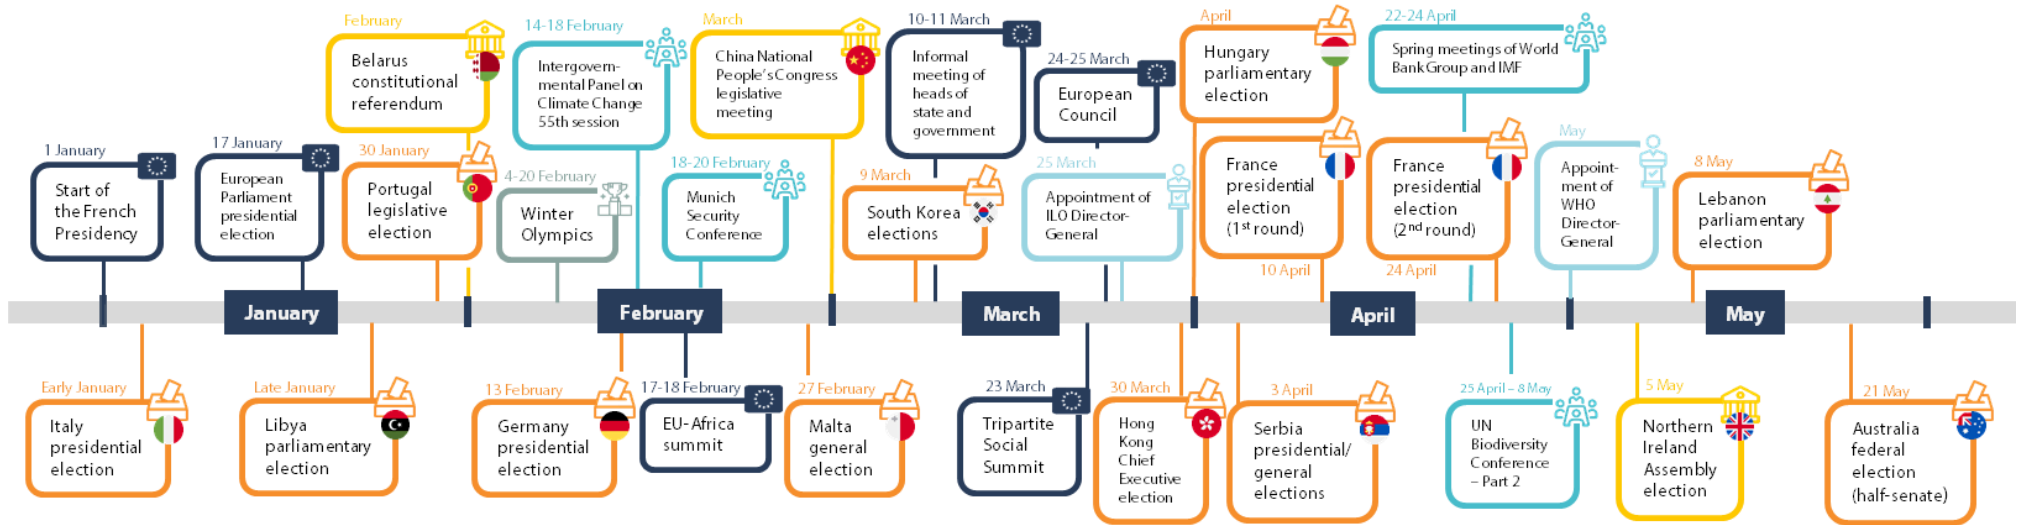 1 January
Start of
the French
Presidency
17 January
European
Parliament
presidential
election
30 January
Portugal
legislative
election
February
Belarus
constitutional
referendum
4-20 February
Winter
Olympics
14-18 February
Intergovern-
mental Panel on
Climate Change
55th session
18-20 February
Munich
Security
Conference
March
China National
People's Congress
legislative
meeting
9 March
South Korea
elections
10-11 March
Informal
meeting of
heads of
state and
government
24-25 March
European
Council
25 March
Appointment of
ILO Director-
General
April
Hungary
parliamentary
election
France
presidential
election
(1st round)
10 April
22-24 April
Spring meetings of World
Bank Group and IMF
France
presidential
election
(2nd round)
24 April
May
Appoint-
ment of
WHO
Director-
General
8 May
Lebanon
parliamentary
election
January
February
March
April
May
Early January
Italy
presidential
election
Late January
Libya
parliamentary
election
13 February
Germany
presidential
election
17-18 February
EU-Africa
summit
27 February
Malta
general
election
23 March
Tripartite
Social
Summit
30 March
Hong
Kong
Chief
Executive
election
3 April
Serbia
presidential/
general
elections
25 April – 8 May
UN
Biodiversity
Conference
– Part 2
5 May
Northern
Ireland
Assembly
election
21 May
Australia
federal
election
(half-senate)